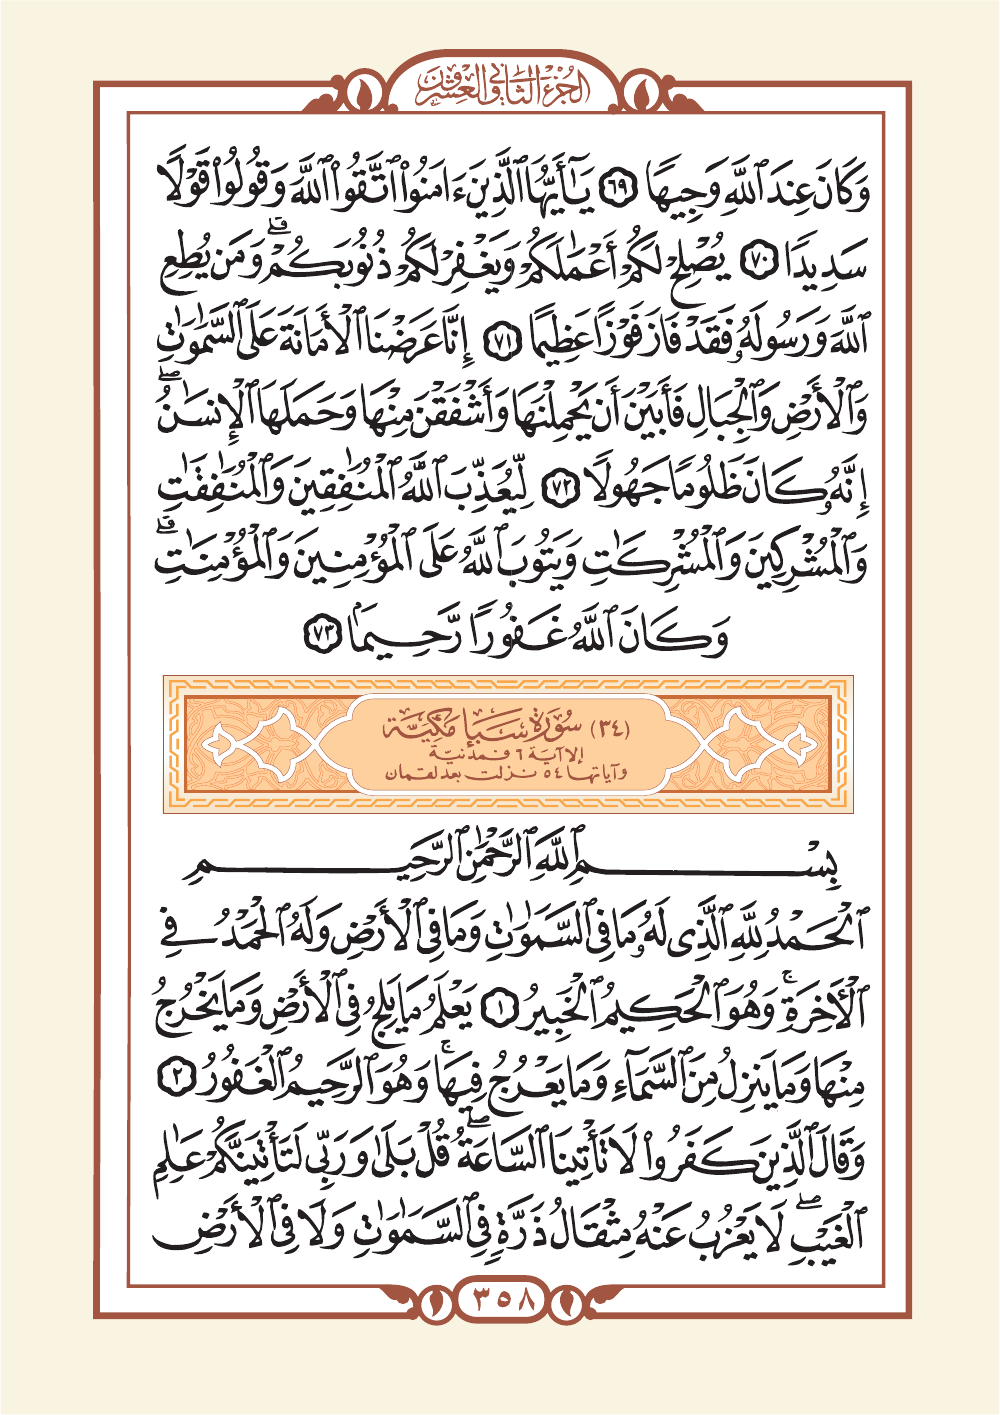 الجزء الثاني والعشرون
وَكَانَ عِندَ ٱللَّهِ وَجِيهًا ٦٩ يَـٰٓأَيُّهَا ٱلَّذِينَ ءَامَنُوا۟ ٱتَّقُوا۟ ٱللَّهَ وَقُولُوا۟ قَوْلًا
سَدِيدًا ٧٠ يُصْلِحْ لَكُمْ أَعْمَـٰلَكُمْ وَيَغْفِرْ لَكُمْ ذُنُوبَكُمْ ۗ وَمَن يُطِعِ
ٱللَّهَ وَرَسُولَهُۥ فَقَدْ فَازَ فَوْزًا عَظِيمًا ٧١ إِنَّا عَرَضْنَا ٱلْأَمَانَةَ عَلَى ٱلسَّمَـٰوَٰتِ
وَٱلْأَرْضِ وَٱلْجِبَالِ فَأَبَيْنَ أَن يَحْمِلْنَهَا وَأَشْفَقْنَ مِنْهَا وَحَمَلَهَا ٱلْإِنسَـٰنُ ۖ
إِنَّهُۥ كَانَ ظَلُومًا جَهُولًا ٧٢ لِّيُعَذِّبَ ٱللَّهُ ٱلْمُنَـٰفِقِينَ وَٱلْمُنَـٰفِقَـٰتِ
وَٱلْمُشْرِكِينَ وَٱلْمُشْرِكَـٰتِ وَيَتُوبَ ٱللَّهُ عَلَى ٱلْمُؤْمِنِينَ وَٱلْمُؤْمِنَـٰتِ ۗ
وَكَانَ ٱللَّهُ غَفُورًا رَّحِيمًۢا ٧٣
(٣٤) سُورَة سَبَإ مَكيَّة
إلا آية ٦ فمدنية
وآياتها ٥٤ نزلت بعد لقمان
بِسْمِ ٱللَّهِ ٱلرَّحْمَـٰنِ ٱلرَّحِيمِ
ٱلْحَمْدُ لِلَّهِ ٱلَّذِى لَهُۥ مَا فِى ٱلسَّمَـٰوَٰتِ وَمَا فِى ٱلْأَرْضِ وَلَهُ ٱلْحَمْدُ فِى
ٱلْأَخِرَةِ ۚ وَهُوَ ٱلْحَكِيمُ ٱلْخَبِيرُ ١ يَعْلَمُ مَا يَلِجُ فِى ٱلْأَرْضِ وَمَا يَخْرُجُ
مِنْهَا وَمَا يَنزِلُ مِنَ ٱلسَّمَآءِ وَمَا يَعْرُجُ فِيهَا ۚ وَهُوَ ٱلرَّحِيمُ ٱلْغَفُورُ ٢
وَقَالَ ٱلَّذِينَ كَفَرُوا۟ لَا تَأْتِينَا ٱلسَّاعَةُ ۖ قُلْ بَلَىٰ وَرَبِّى لَتَأْتِيَنَّكُمْ عَـٰلِمِ
ٱلْغَيْبِ ۖ لَا يَعْزُبُ عَنْهُ مِثْقَالُ ذَرَّةٍ فِى ٱلسَّمَـٰوَٰتِ وَلَا فِى ٱلْأَرْضِ
٣٥٨